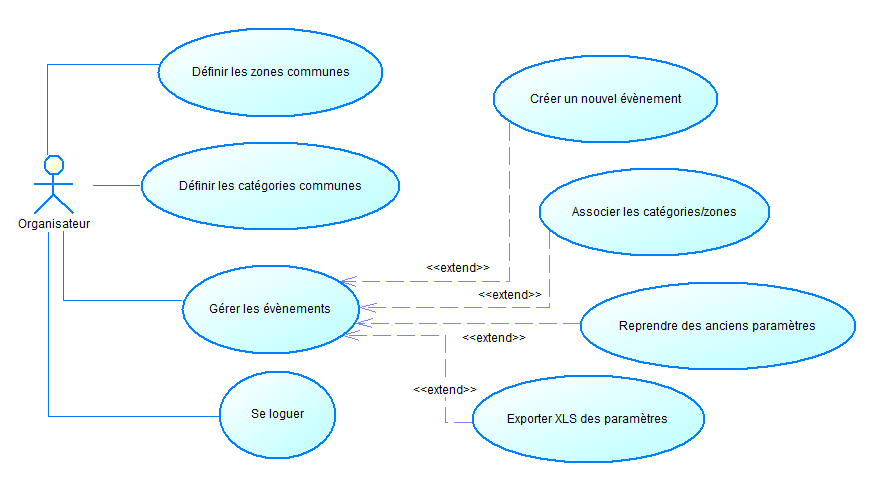 Définir les zones communes
Créer un nouvel évènement
Définir les catégories communes
Associer les catégories/zones
Organisateur
<<extend>>
<<extend>>
Gérer les évènements
Reprendre des anciens paramètres
<<extend>>
<<extend>>
Se loguer
Exporter XLS des paramètres